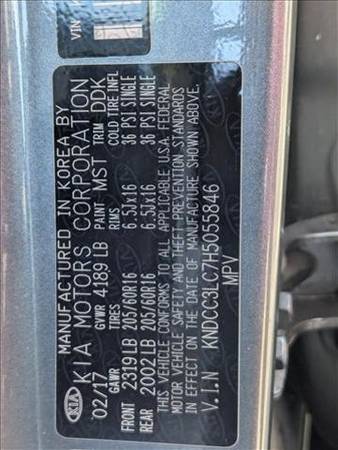 VIN
KIA
MANUFACTURED IN KOREA BY
KIA MOTORS CORPORATION
02/17 GVWR 4189 LB PAINT MST TRIM DDK
GAWR RIMS COLD TIRE INFL
FRONT 2319 LB 205/60R16 6.5JX16 36 PSI SINGLE
REAR 2002 LB 205/60R16 6.5JX16 36 PSI SINGLE
THIS VEHICLE CONFORMS TO ALL APPLICABLE U.S.A. FEDERAL
MOTOR VEHICLE SAFETY AND THEFT PREVENTION STANDARDS
IN EFFECT ON THE DATE OF MANUFACTURE SHOWN ABOVE.
V.I.N KNDCC3LC7H5055846
MPV